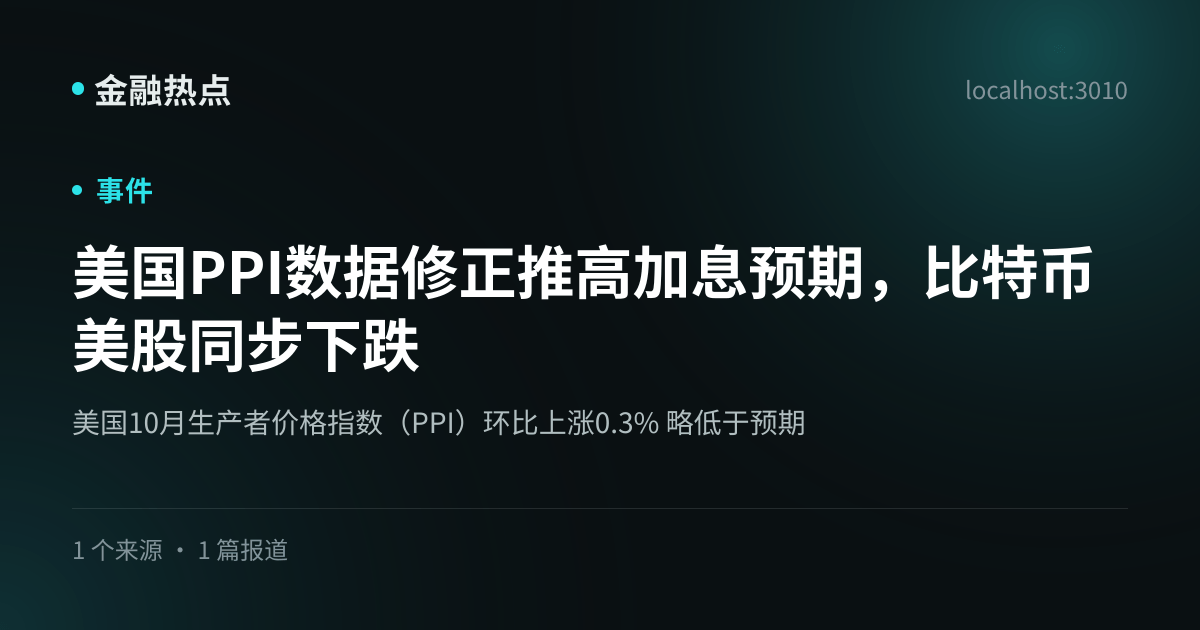 金融热点
localhost:3010
事件
美国PPI数据修正推高加息预期，比特币
美股同步下跌
美国10月生产者价格指数（PPI）环比上涨0.3% 略低于预期
1 个来源 · 1 篇报道